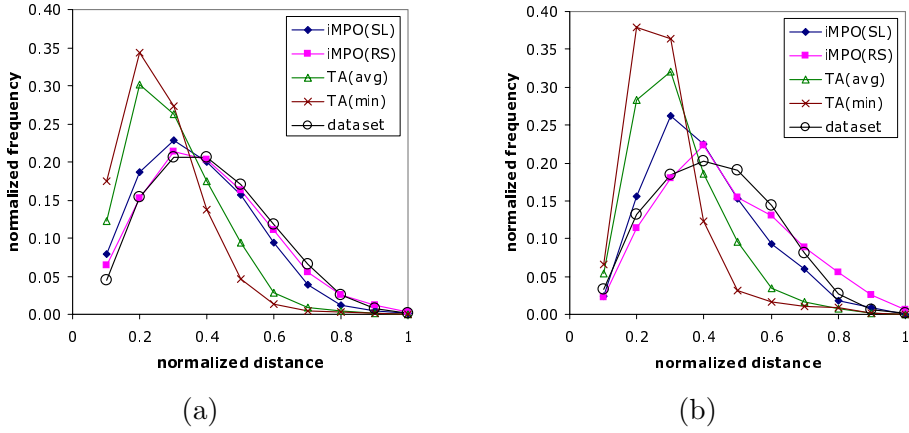 0.40
0.35
0.30
0.25
0.20
0.15
0.10
0.05
0.00
normalized frequency
0 0.2 0.4 0.6 0.8 1
normalized distance
iMPO(SL)
iMPO(RS)
TA(avg)
TA(min)
dataset
(a)
0.40
0.35
0.30
0.25
0.20
0.15
0.10
0.05
0.00
normalized frequency
0 0.2 0.4 0.6 0.8 1
normalized distance
iMPO(SL)
iMPO(RS)
TA(avg)
TA(min)
dataset
(b)